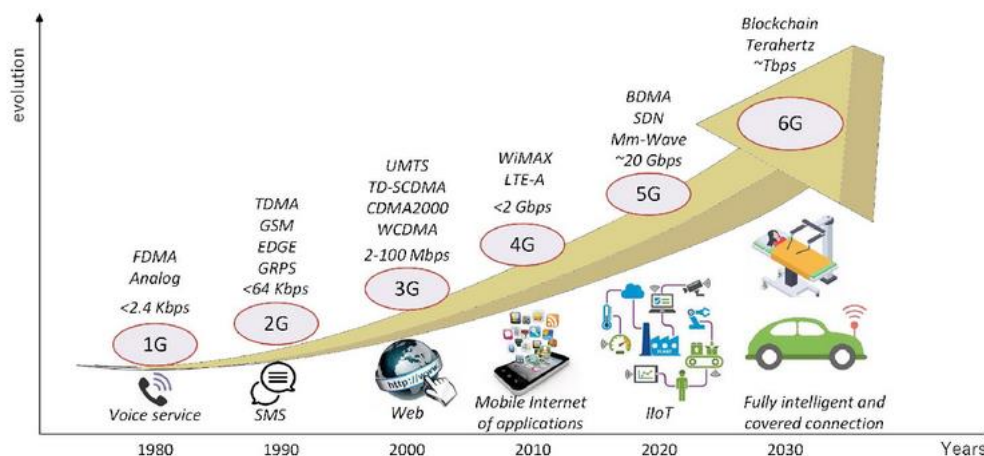 evolution
FDMA
Analog
<2.4 Kbps
1G
Voice service
TDMA
GSM
EDGE
GRPS
<64 Kbps
2G
SMS
UMTS
TD-SCDMA
CDMA2000
WCDMA
2-100 Mbps
3G
http://www
Web
WiMAX
LTE-A
<2 Gbps
4G
Mobile Internet
of applications
BDMA
SDN
Mm-Wave
~20 Gbps
5G
IIoT
Blockchain
Terahertz
~Tbps
6G
Fully intelligent and
covered connection
1980
1990
2000
2010
2020
2030
Years